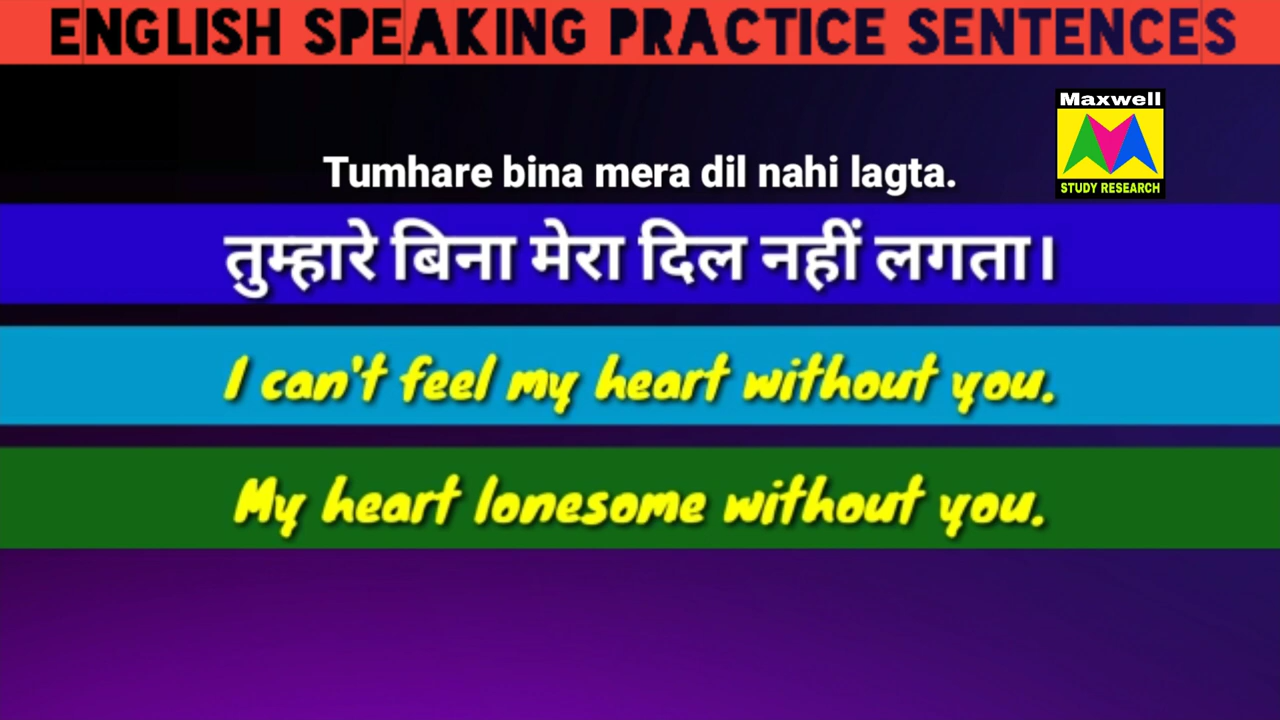 ENGLISH SPEAKING PRACTICE SENTENCES
Maxwell
STUDY RESEARCH
Tumhare bina mera dil nahi lagta.
तुम्हारे बिना मेरा दिल नहीं लगता।
I can't feel my heart without you.
My heart lonesome without you.